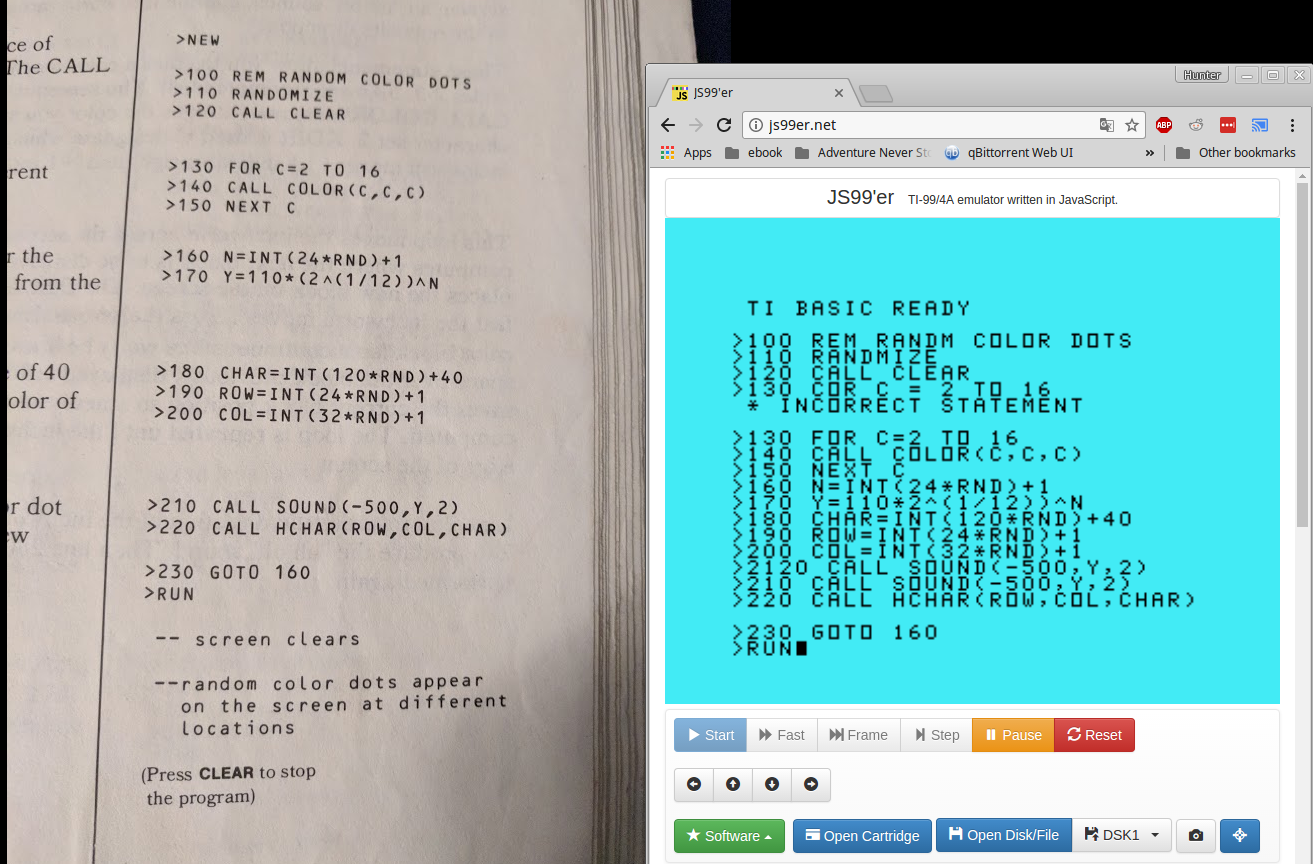 ce of
The CALL
rent
r the
from the
of 40
olor of
r dot
ew
>NEW
>100 REM RANDOM COLOR DOTS
>110 RANDOMIZE
>120 CALL CLEAR
>130 FOR C=2 TO 16
>140 CALL COLOR(C,C,C)
>150 NEXT C
>160 N=INT(24*RND)+1
>170 Y=110*(2^(1/12))^N
>180 CHAR=INT(120*RND)+40
>190 ROW=INT(24*RND)+1
>200 COL=INT(32*RND)+1
>210 CALL SOUND(-500,Y,2)
>220 CALL HCHAR(ROW,COL,CHAR)
>230 GOTO 160
>RUN
-- screen clears
--random color dots appear
on the screen at different
locations
(Press CLEAR to stop
the program)
Hunter
JS JS99'er
js99er.net
ABP
Apps ebook Adventure Never St qb qBittorrent Web UI » Other bookmarks
JS99'er TI-99/4A emulator written in JavaScript.
TI BASIC READY
>100 REM RANDM COLOR DOTS
>110 RANDMIZE
>120 CALL CLEAR
>130 COR C = 2 TO 16
* INCORRECT STATEMENT
>130 FOR C=2 TO 16
>140 CALL COLOR(C,C,C)
>150 NEXT C
>160 N=INT(24*RND)+1
>170 Y=110*2^(1/12))^N
>180 CHAR=INT(120*RND)+40
>190 ROW=INT(24*RND)+1
>200 COL=INT(32*RND)+1
>2120 CALL SOUND(-500,Y,2)
>210 CALL SOUND(-500,Y,2)
>220 CALL HCHAR(ROW,COL,CHAR)
>230 GOTO 160
>RUN
Start Fast Frame Step Pause Reset
Software Open Cartridge Open Disk/File DSK1